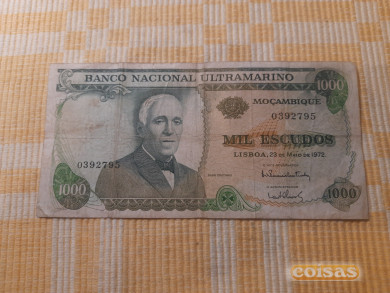 BANCO NACIONAL ULTRAMARINO
1000
MOÇAMBIQUE
0392795
MIL ESCUDOS
LISBOA, 23 de Maio de 1972
0392795
1000
1000
coisas